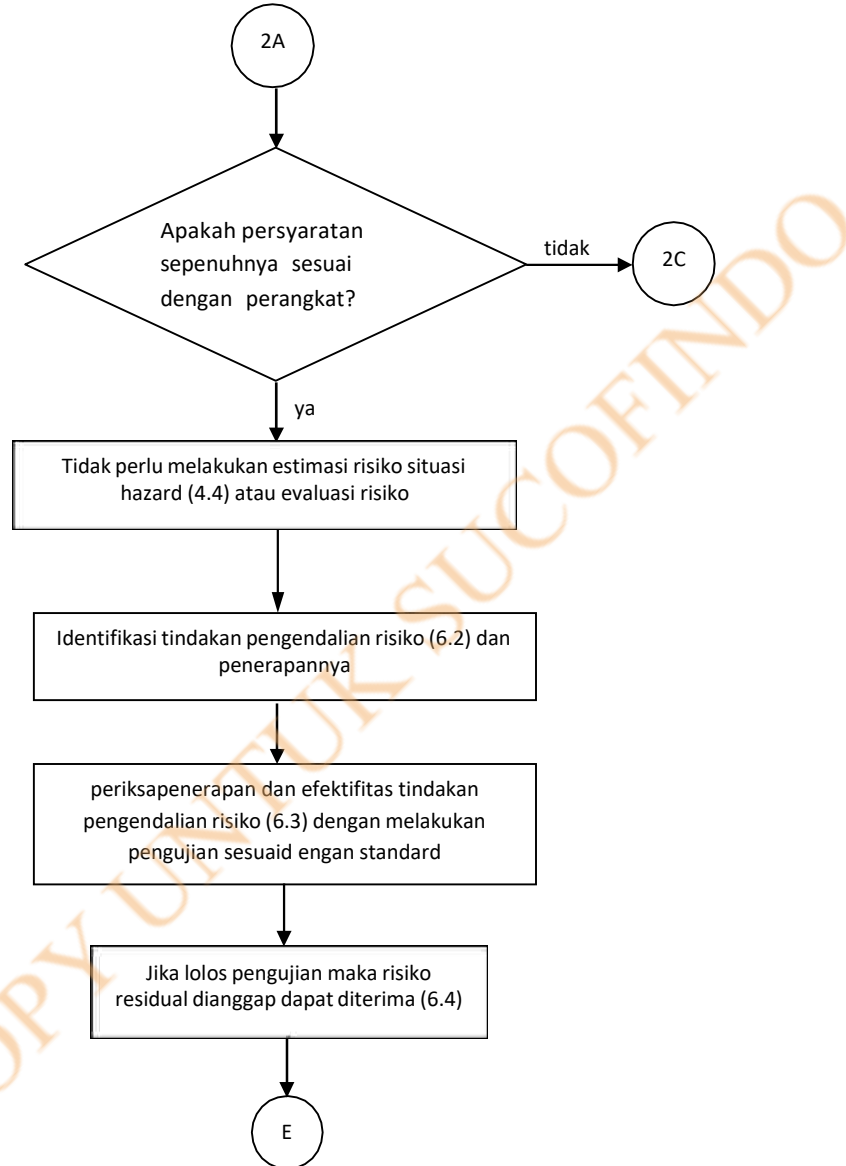 2A
Apakah persyaratan
sepenuhnya sesuai
dengan perangkat?
tidak
2C
ya
Tidak perlu melakukan estimasi risiko situasi
hazard (4.4) atau evaluasi risiko
Identifikasi tindakan pengendalian risiko (6.2) dan
penerapannya
periksapenerapan dan efektifitas tindakan
pengendalian risiko (6.3) dengan melakukan
pengujian sesuaid engan standard
Jika lolos pengujian maka risiko
residual dianggap dapat diterima (6.4)
E
OPY UNTUK SUCOFINDO